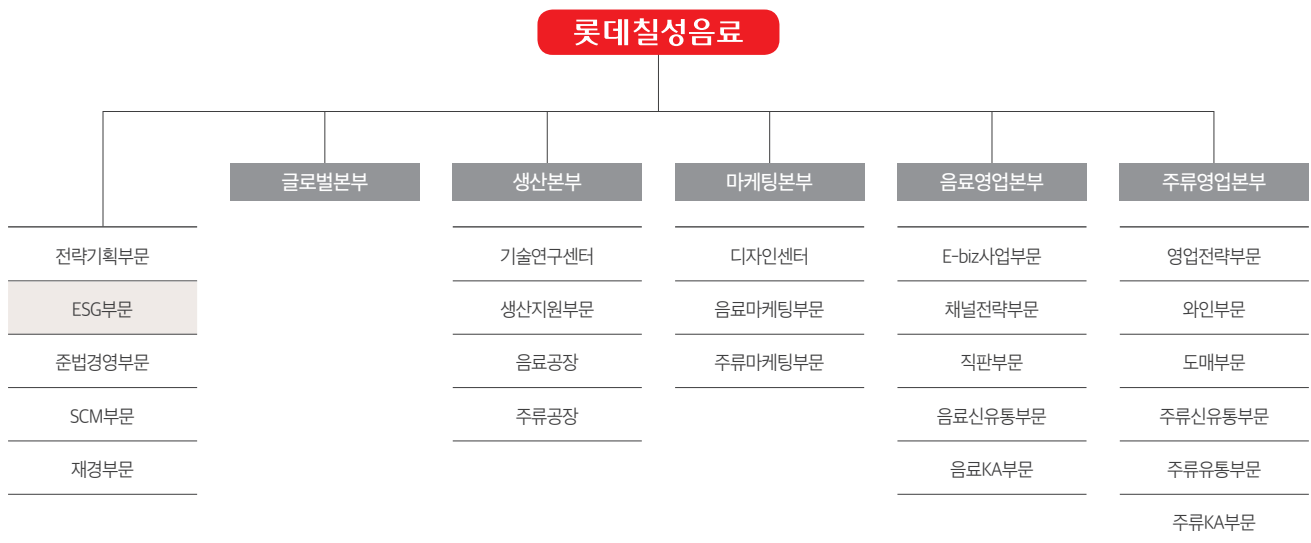 롯데칠성음료
글로벌본부
생산본부
마케팅본부
음료영업본부
주류영업본부
전략기획부문
ESG부문
준법경영부문
SCM부문
재경부문
기술연구센터
생산지원부문
음료공장
주류공장
디자인센터
음료마케팅부문
주류마케팅부문
E-biz사업부문
채널전략부문
직판부문
음료신유통부문
음료KA부문
영업전략부문
와인부문
도매부문
주류신유통부문
주류유통부문
주류KA부문